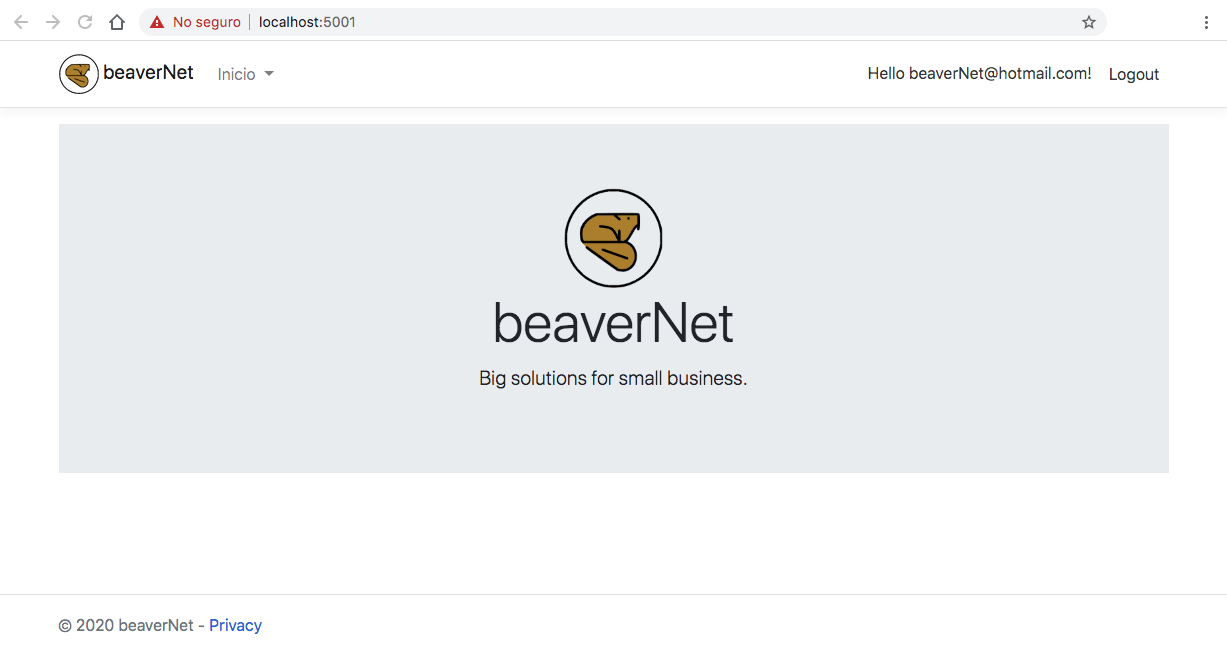 No seguro localhost:5001
beaverNet Inicio Hello beaverNet@hotmail.com! Logout
beaverNet
Big solutions for small business.
© 2020 beaverNet - Privacy